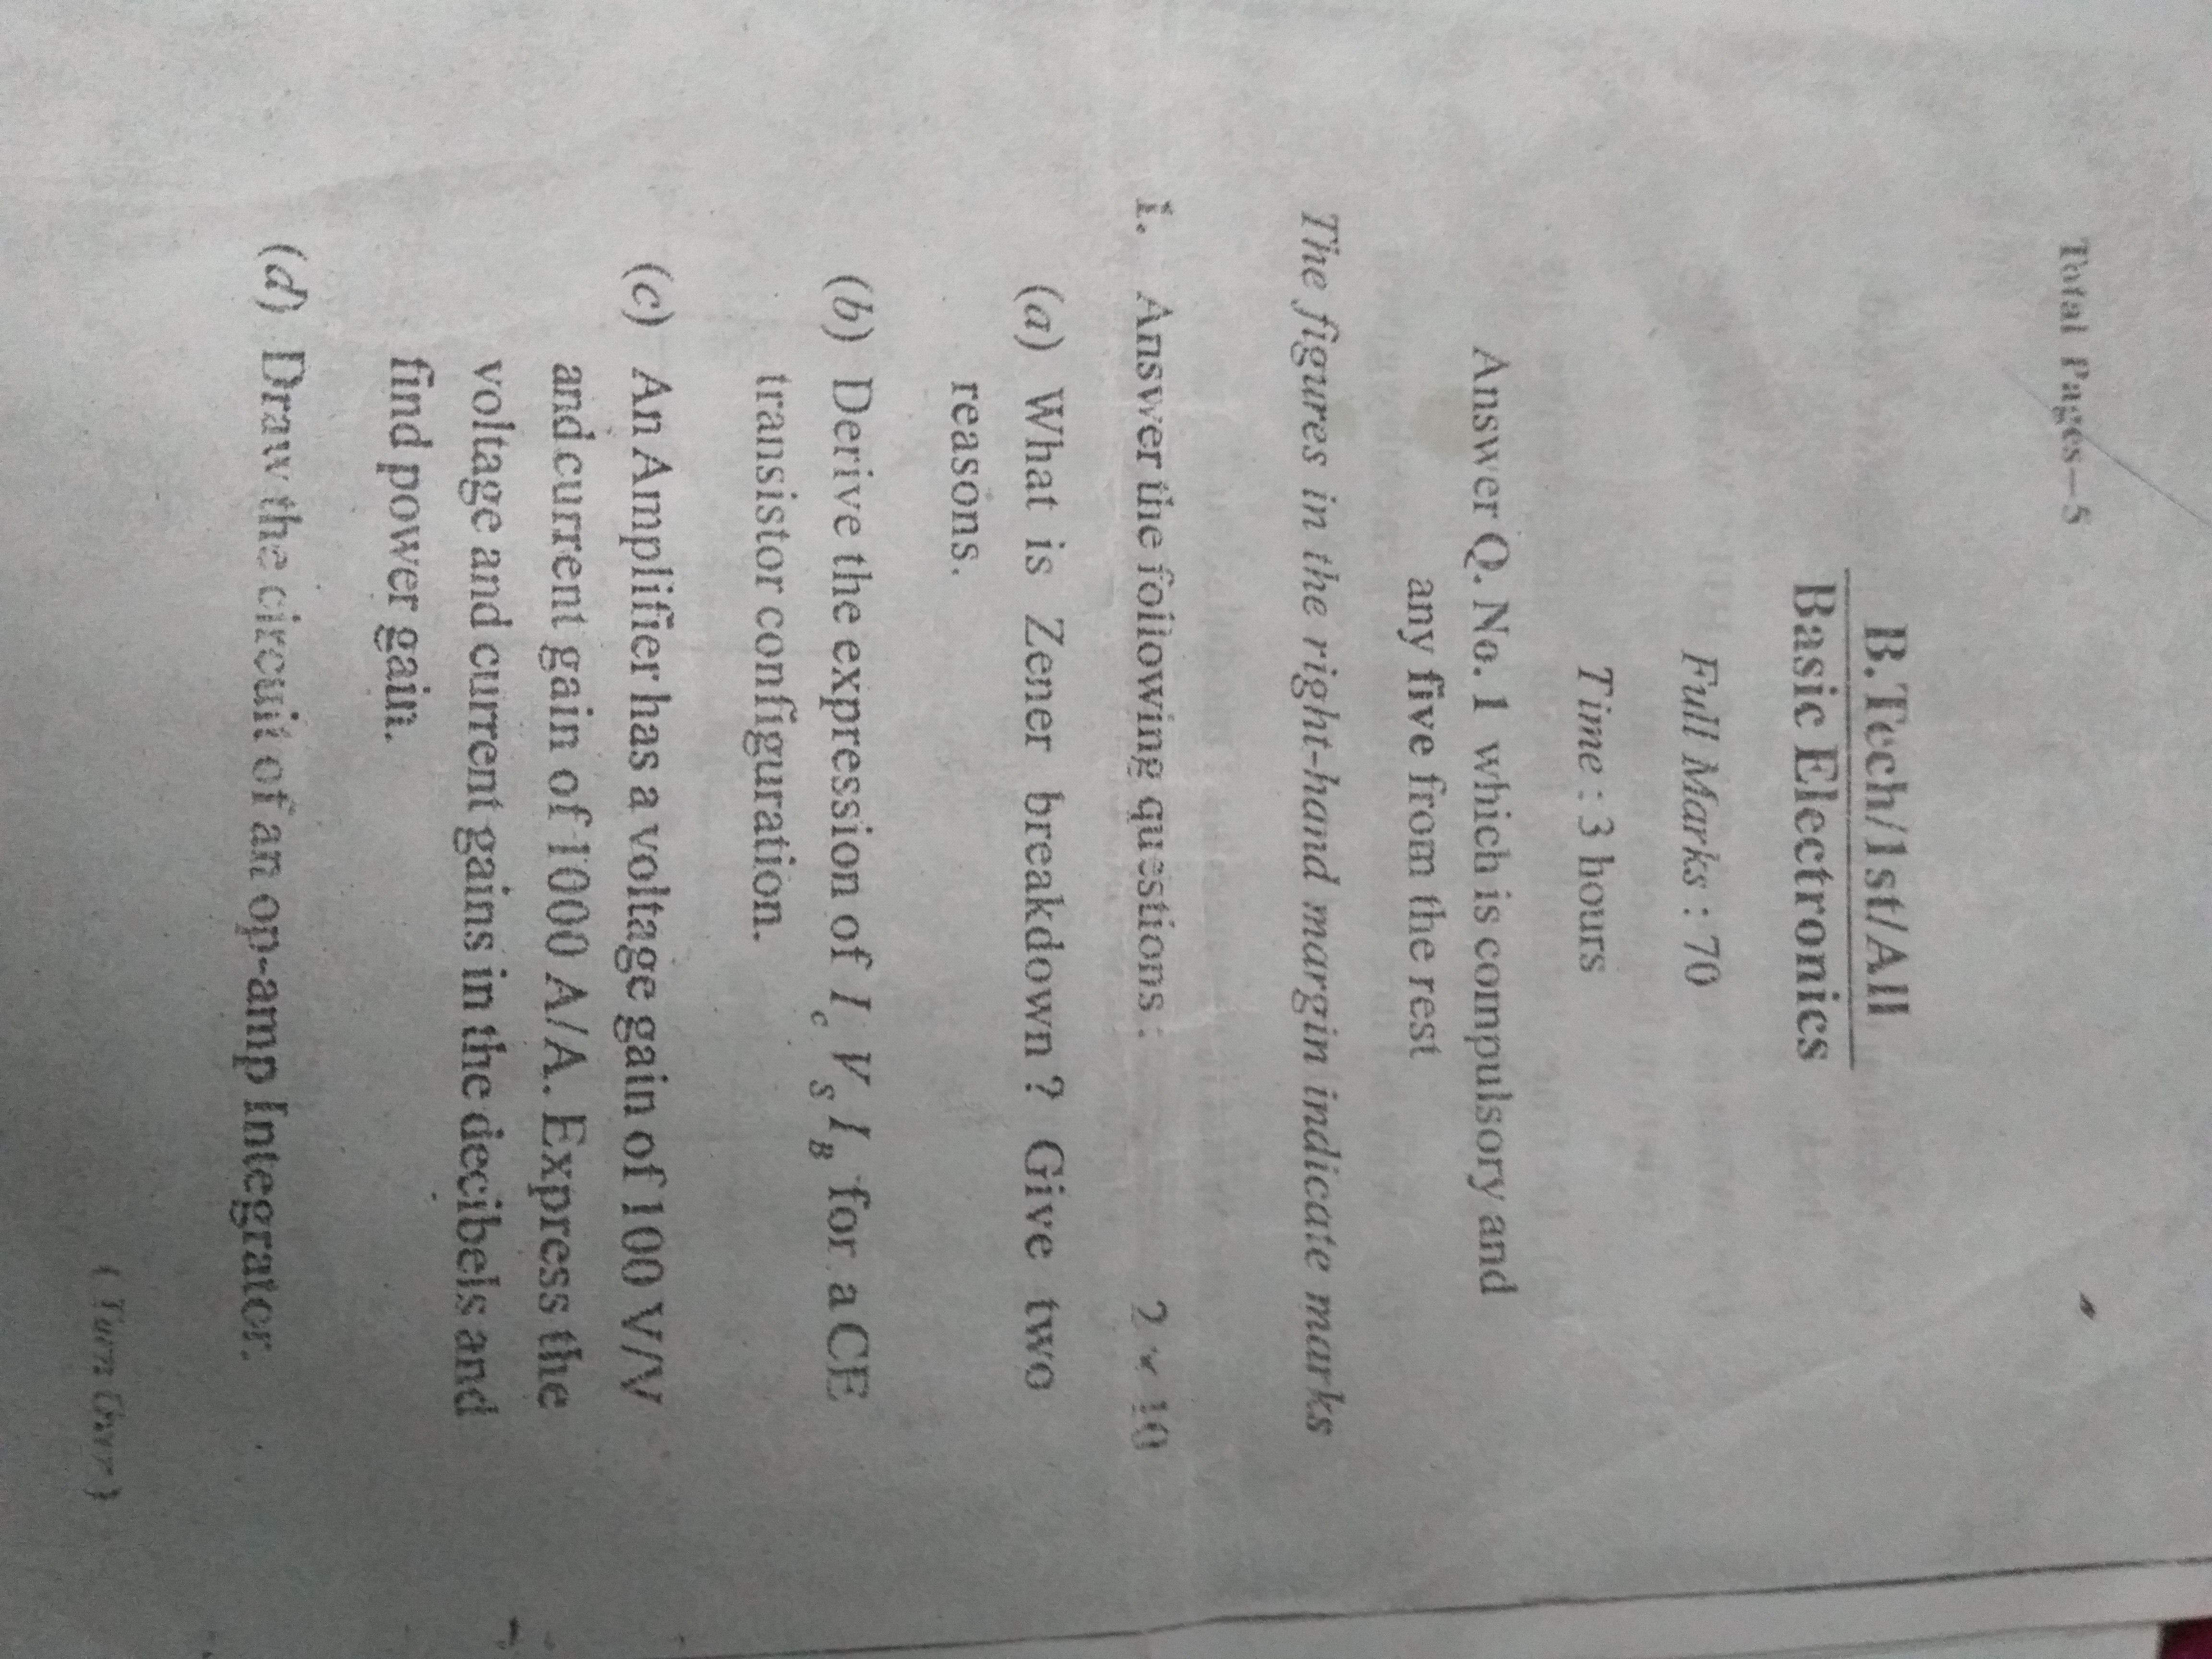 Total Pages—5
B.Tech/1st/All
Basic Electronics
Full Marks : 70
Time : 3 hours
Answer Q. No. 1 which is compulsory and
any five from the rest
The figures in the right-hand margin indicate marks
1. Answer the following questions : 2 × 10
(a) What is Zener breakdown ? Give two
reasons.
(b) Derive the expression of I_c V_S I_B for a CE
transistor configuration.
(c) An Amplifier has a voltage gain of 100 V/V
and current gain of 1000 A/A. Express the
voltage and current gains in the decibels and
find power gain.
(d) Draw the circuit of an op-amp Integrator.
( Turn Over )